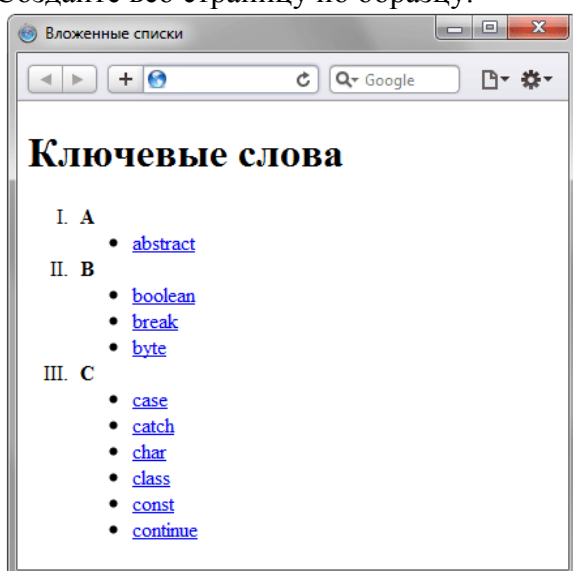 Создайте веб-страницу по образцу.
Вложенные списки
Google
Ключевые слова
I. A
• abstract
II. B
• boolean
• break
• byte
III. C
• case
• catch
• char
• class
• const
• continue